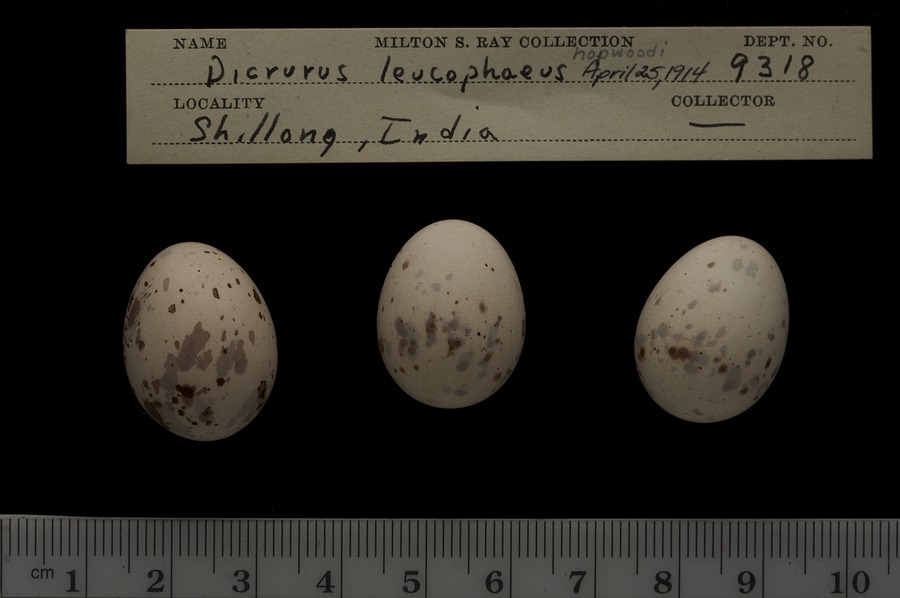 NAME MILTON S. RAY COLLECTION DEPT. NO.
hopwoodi
Dicrurus leucophaeus April 25, 1914 9318
LOCALITY COLLECTOR
Shillong, India —
cm 1 2 3 4 5 6 7 8 9 10